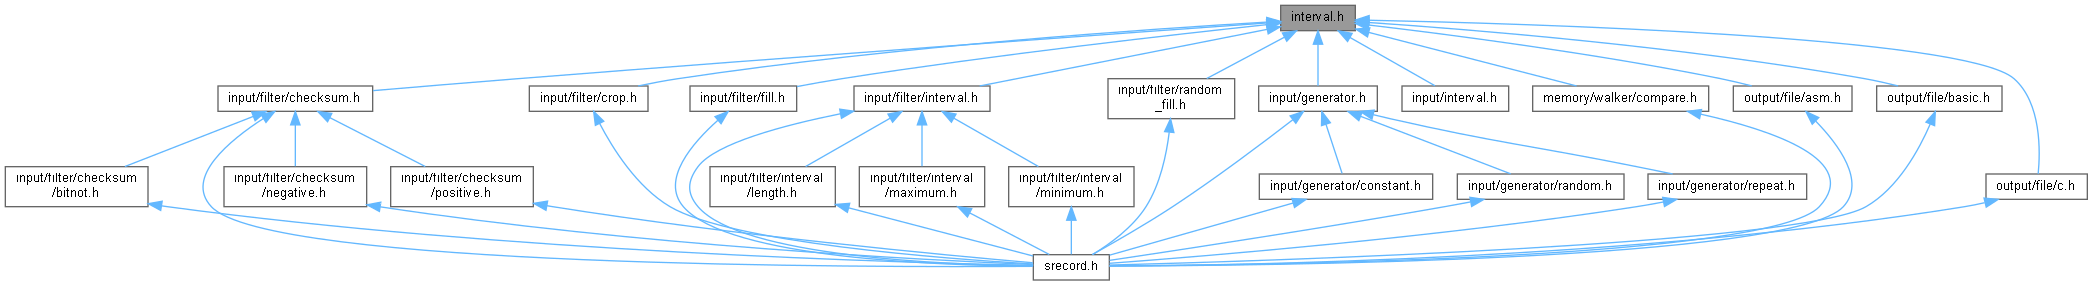 interval.h
input/filter/checksum.h
input/filter/crop.h
input/filter/fill.h
input/filter/interval.h
input/filter/random
_fill.h
input/generator.h
input/interval.h
memory/walker/compare.h
output/file/asm.h
output/file/basic.h
input/filter/checksum
/bitnot.h
input/filter/checksum
/negative.h
input/filter/checksum
/positive.h
input/filter/interval
/length.h
input/filter/interval
/maximum.h
input/filter/interval
/minimum.h
input/generator/constant.h
input/generator/random.h
input/generator/repeat.h
output/file/c.h
srecord.h